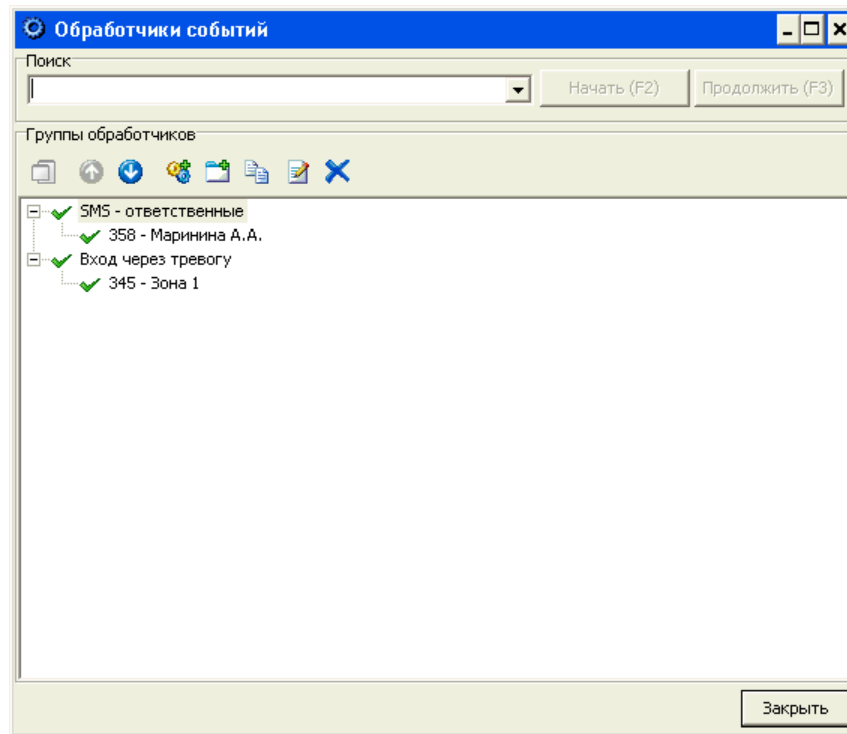 Обработчики событий
Поиск
Начать (F2)
Продолжить (F3)
Группы обработчиков
SMS - ответственные
358 - Маринина А.А.
Вход через тревогу
345 - Зона 1
Закрыть